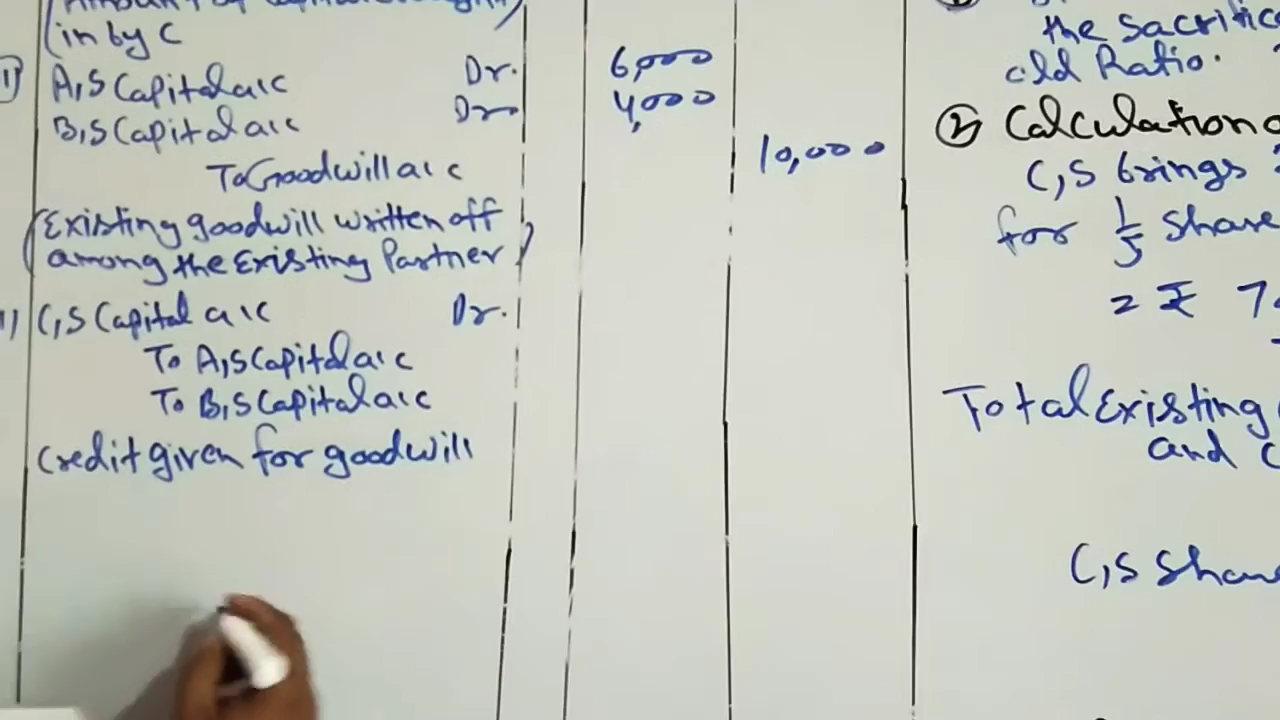 (in by C
A,s Capital a/c Dr. 6,000
B,s Capital a/c Dr 4,000
To Goodwill a/c 10,000
(Existing goodwill written off
among the Existing Partner)
C,s Capital a/c Dr.
To A,s Capital a/c
To B,s Capital a/c
Credit given for goodwill
the Sacrific
old Ratio.
② Calculation o
C,s brings
for 1/5 Share
= ₹ 7
Total Existing
and C
C,s Shar